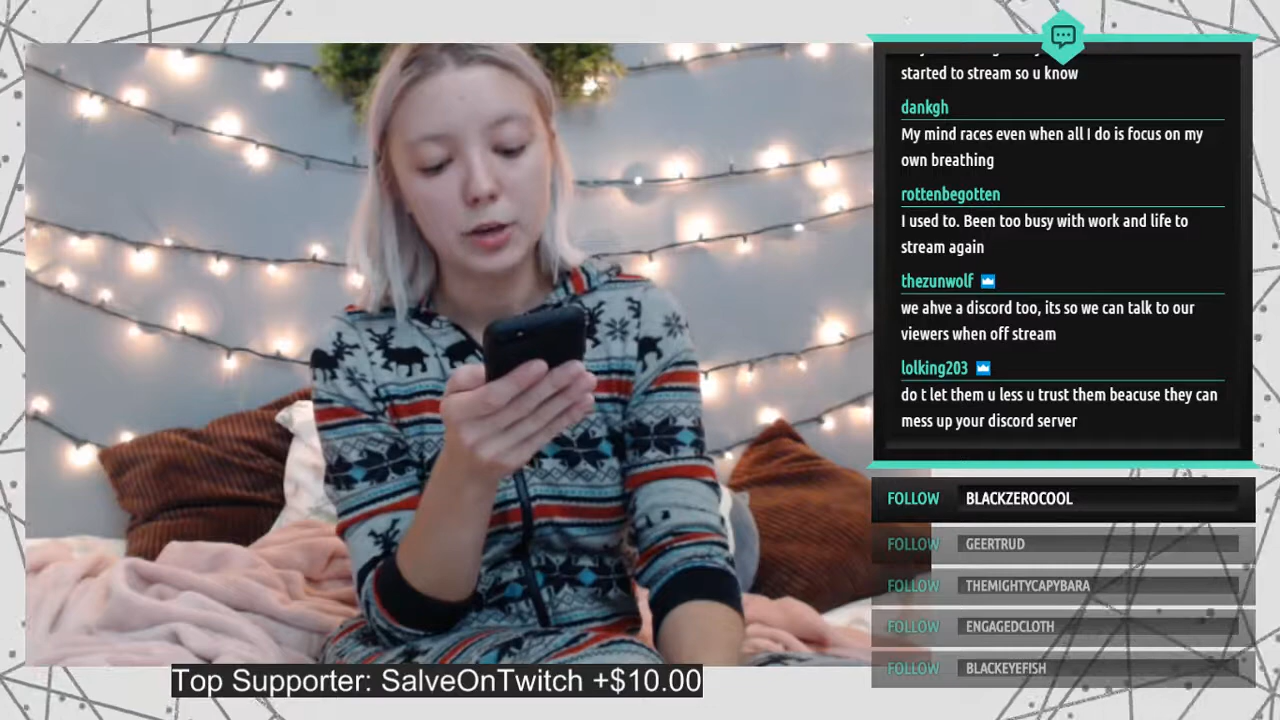 started to stream so u know
dankgh
My mind races even when all I do is focus on my
own breathing
rottenbegotten
I used to. Been too busy with work and life to
stream again
thezunwolf
we ahve a discord too, its so we can talk to our
viewers when off stream
lolking203
do t let them u less u trust them beacuse they can
mess up your discord server
FOLLOW BLACKZEROCOOL
FOLLOW GEERTRUD
FOLLOW THEMIGHTYCAPYBARA
FOLLOW ENGAGEDCLOTH
FOLLOW BLACKEYEFISH
Top Supporter: SalveOnTwitch +$10.00